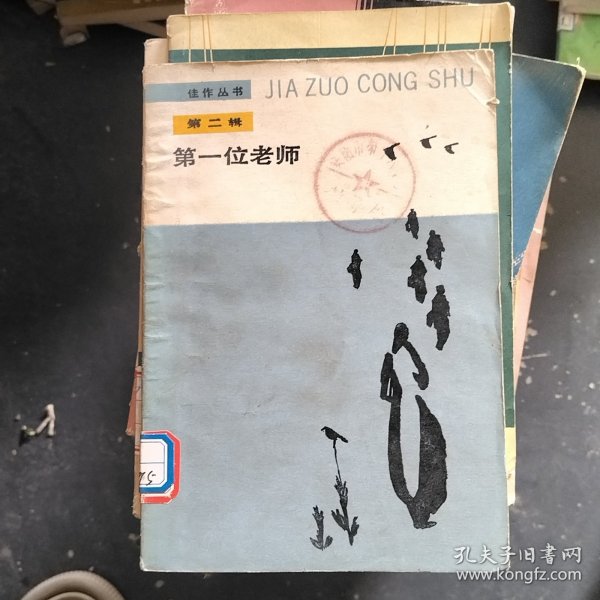 佳作丛书 JIA ZUO CONG SHU
第二辑
第一位老师
孔夫子旧書网
www.kongfz.com